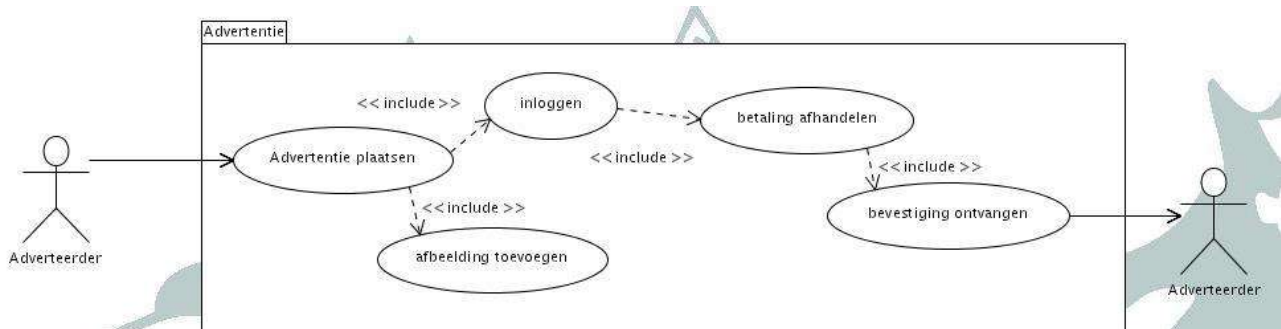 Advertentie
<< include >>
inloggen
betaling afhandelen
Advertentie plaatsen
<< include >>
<< include >>
<< include >>
bevestiging ontvangen
afbeelding toevoegen
Adverteerder
Adverteerder